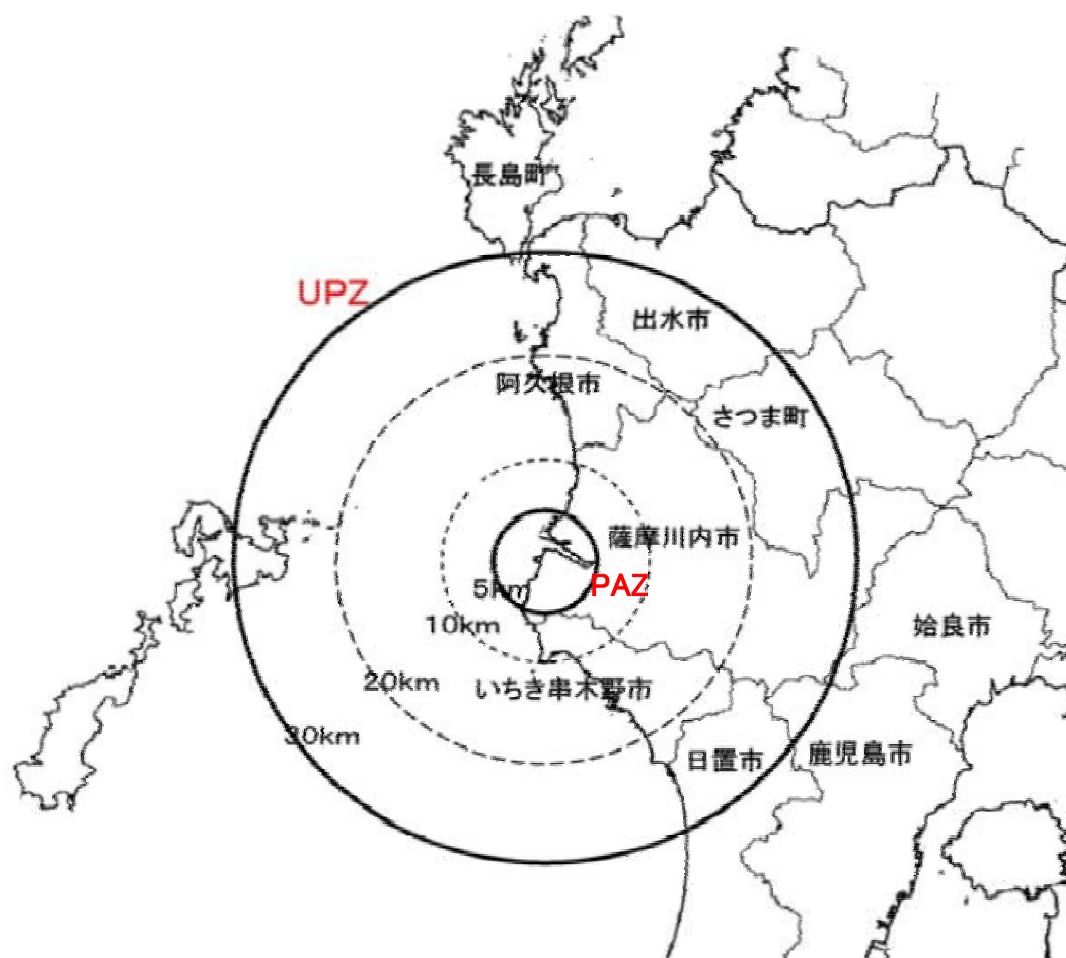 長島町
UPZ
出水市
阿久根市
さつま町
薩摩川内市
5km
PAZ
10km
姶良市
20km
いちき串木野市
30km
日置市
鹿児島市